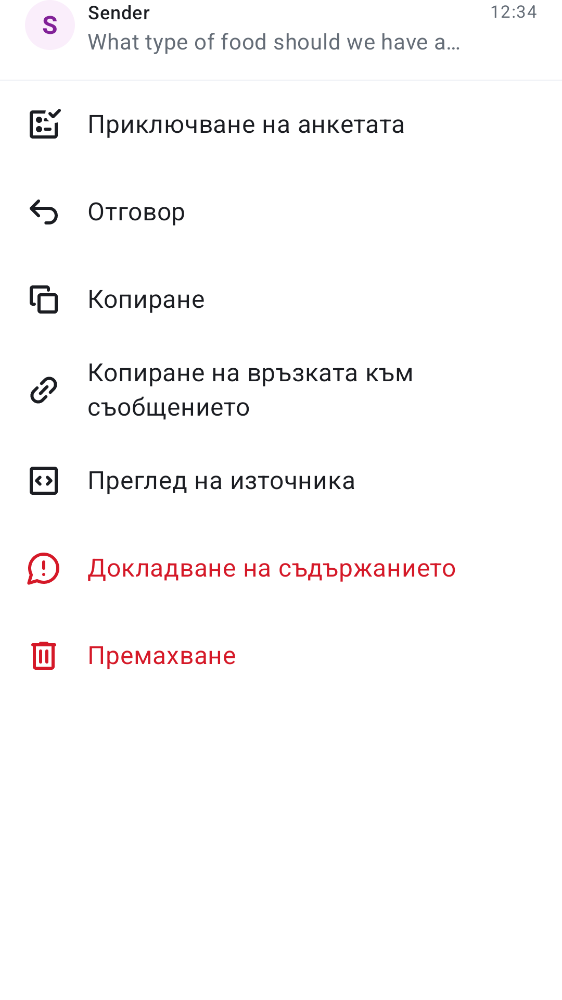 S
Sender
12:34
What type of food should we have a…
Приключване на анкетата
Отговор
Копиране
Копиране на връзката към
съобщението
Преглед на източника
Докладване на съдържанието
Премахване